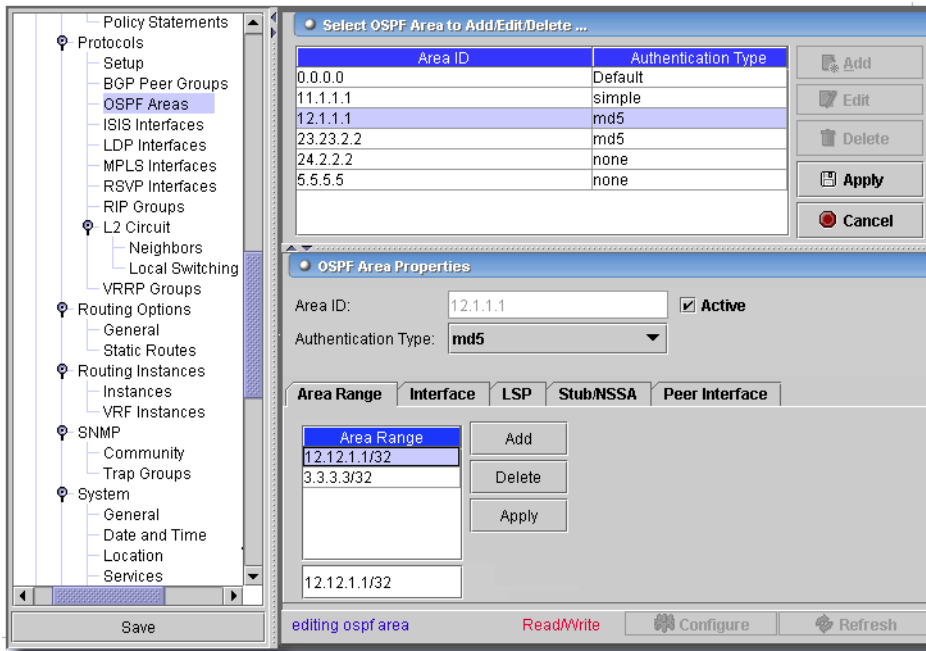 Policy Statements
Protocols
Setup
BGP Peer Groups
OSPF Areas
ISIS Interfaces
LDP Interfaces
MPLS Interfaces
RSVP Interfaces
RIP Groups
L2 Circuit
Neighbors
Local Switching
VRRP Groups
Routing Options
General
Static Routes
Routing Instances
Instances
VRF Instances
SNMP
Community
Trap Groups
System
General
Date and Time
Location
Services
Save
Select OSPF Area to Add/Edit/Delete ...
Area ID Authentication Type
0.0.0.0 Default
11.1.1.1 simple
12.1.1.1 md5
23.23.2.2 md5
24.2.2.2 none
5.5.5.5 none
Add
Edit
Delete
Apply
Cancel
OSPF Area Properties
Area ID: 12.1.1.1 Active
Authentication Type: md5
Area Range Interface LSP Stub/NSSA Peer Interface
Area Range
12.12.1.1/32
3.3.3.3/32
12.12.1.1/32
Add
Delete
Apply
editing ospf area Read/Write Configure Refresh